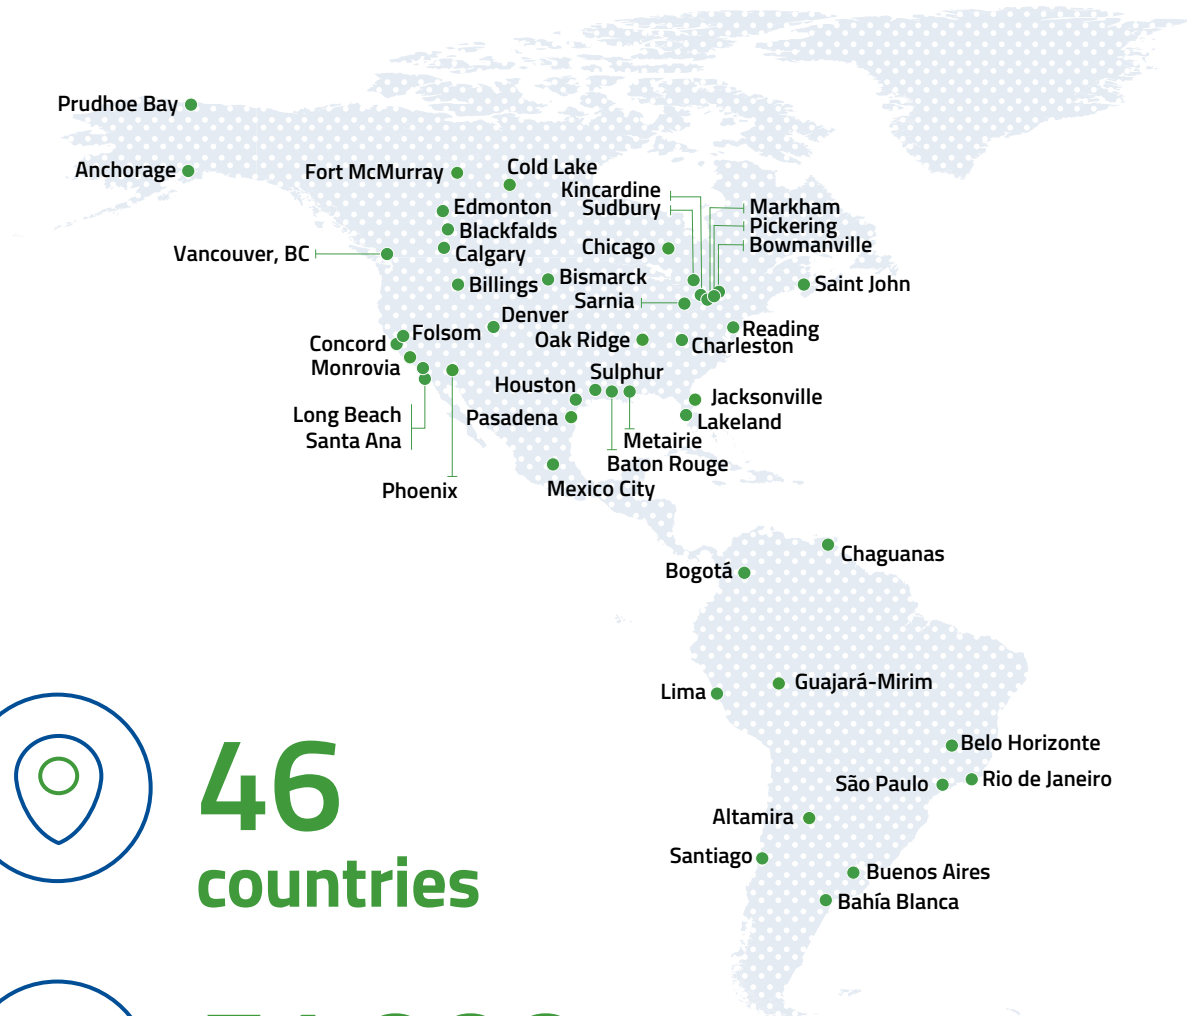 Prudhoe Bay
Anchorage
Fort McMurray
Cold Lake
Kincardine
Sudbury
Markham
Pickering
Bowmanville
Edmonton
Blackfalds
Calgary
Vancouver, BC
Chicago
Billings
Bismarck
Sarnia
Saint John
Denver
Folsom
Concord
Monrovia
Oak Ridge
Reading
Charleston
Sulphur
Houston
Pasadena
Jacksonville
Lakeland
Long Beach
Santa Ana
Metairie
Baton Rouge
Phoenix
Mexico City
Chaguanas
Bogotá
Lima
Guajará-Mirim
Belo Horizonte
São Paulo
Rio de Janeiro
Altamira
Santiago
Buenos Aires
Bahía Blanca
46
countries